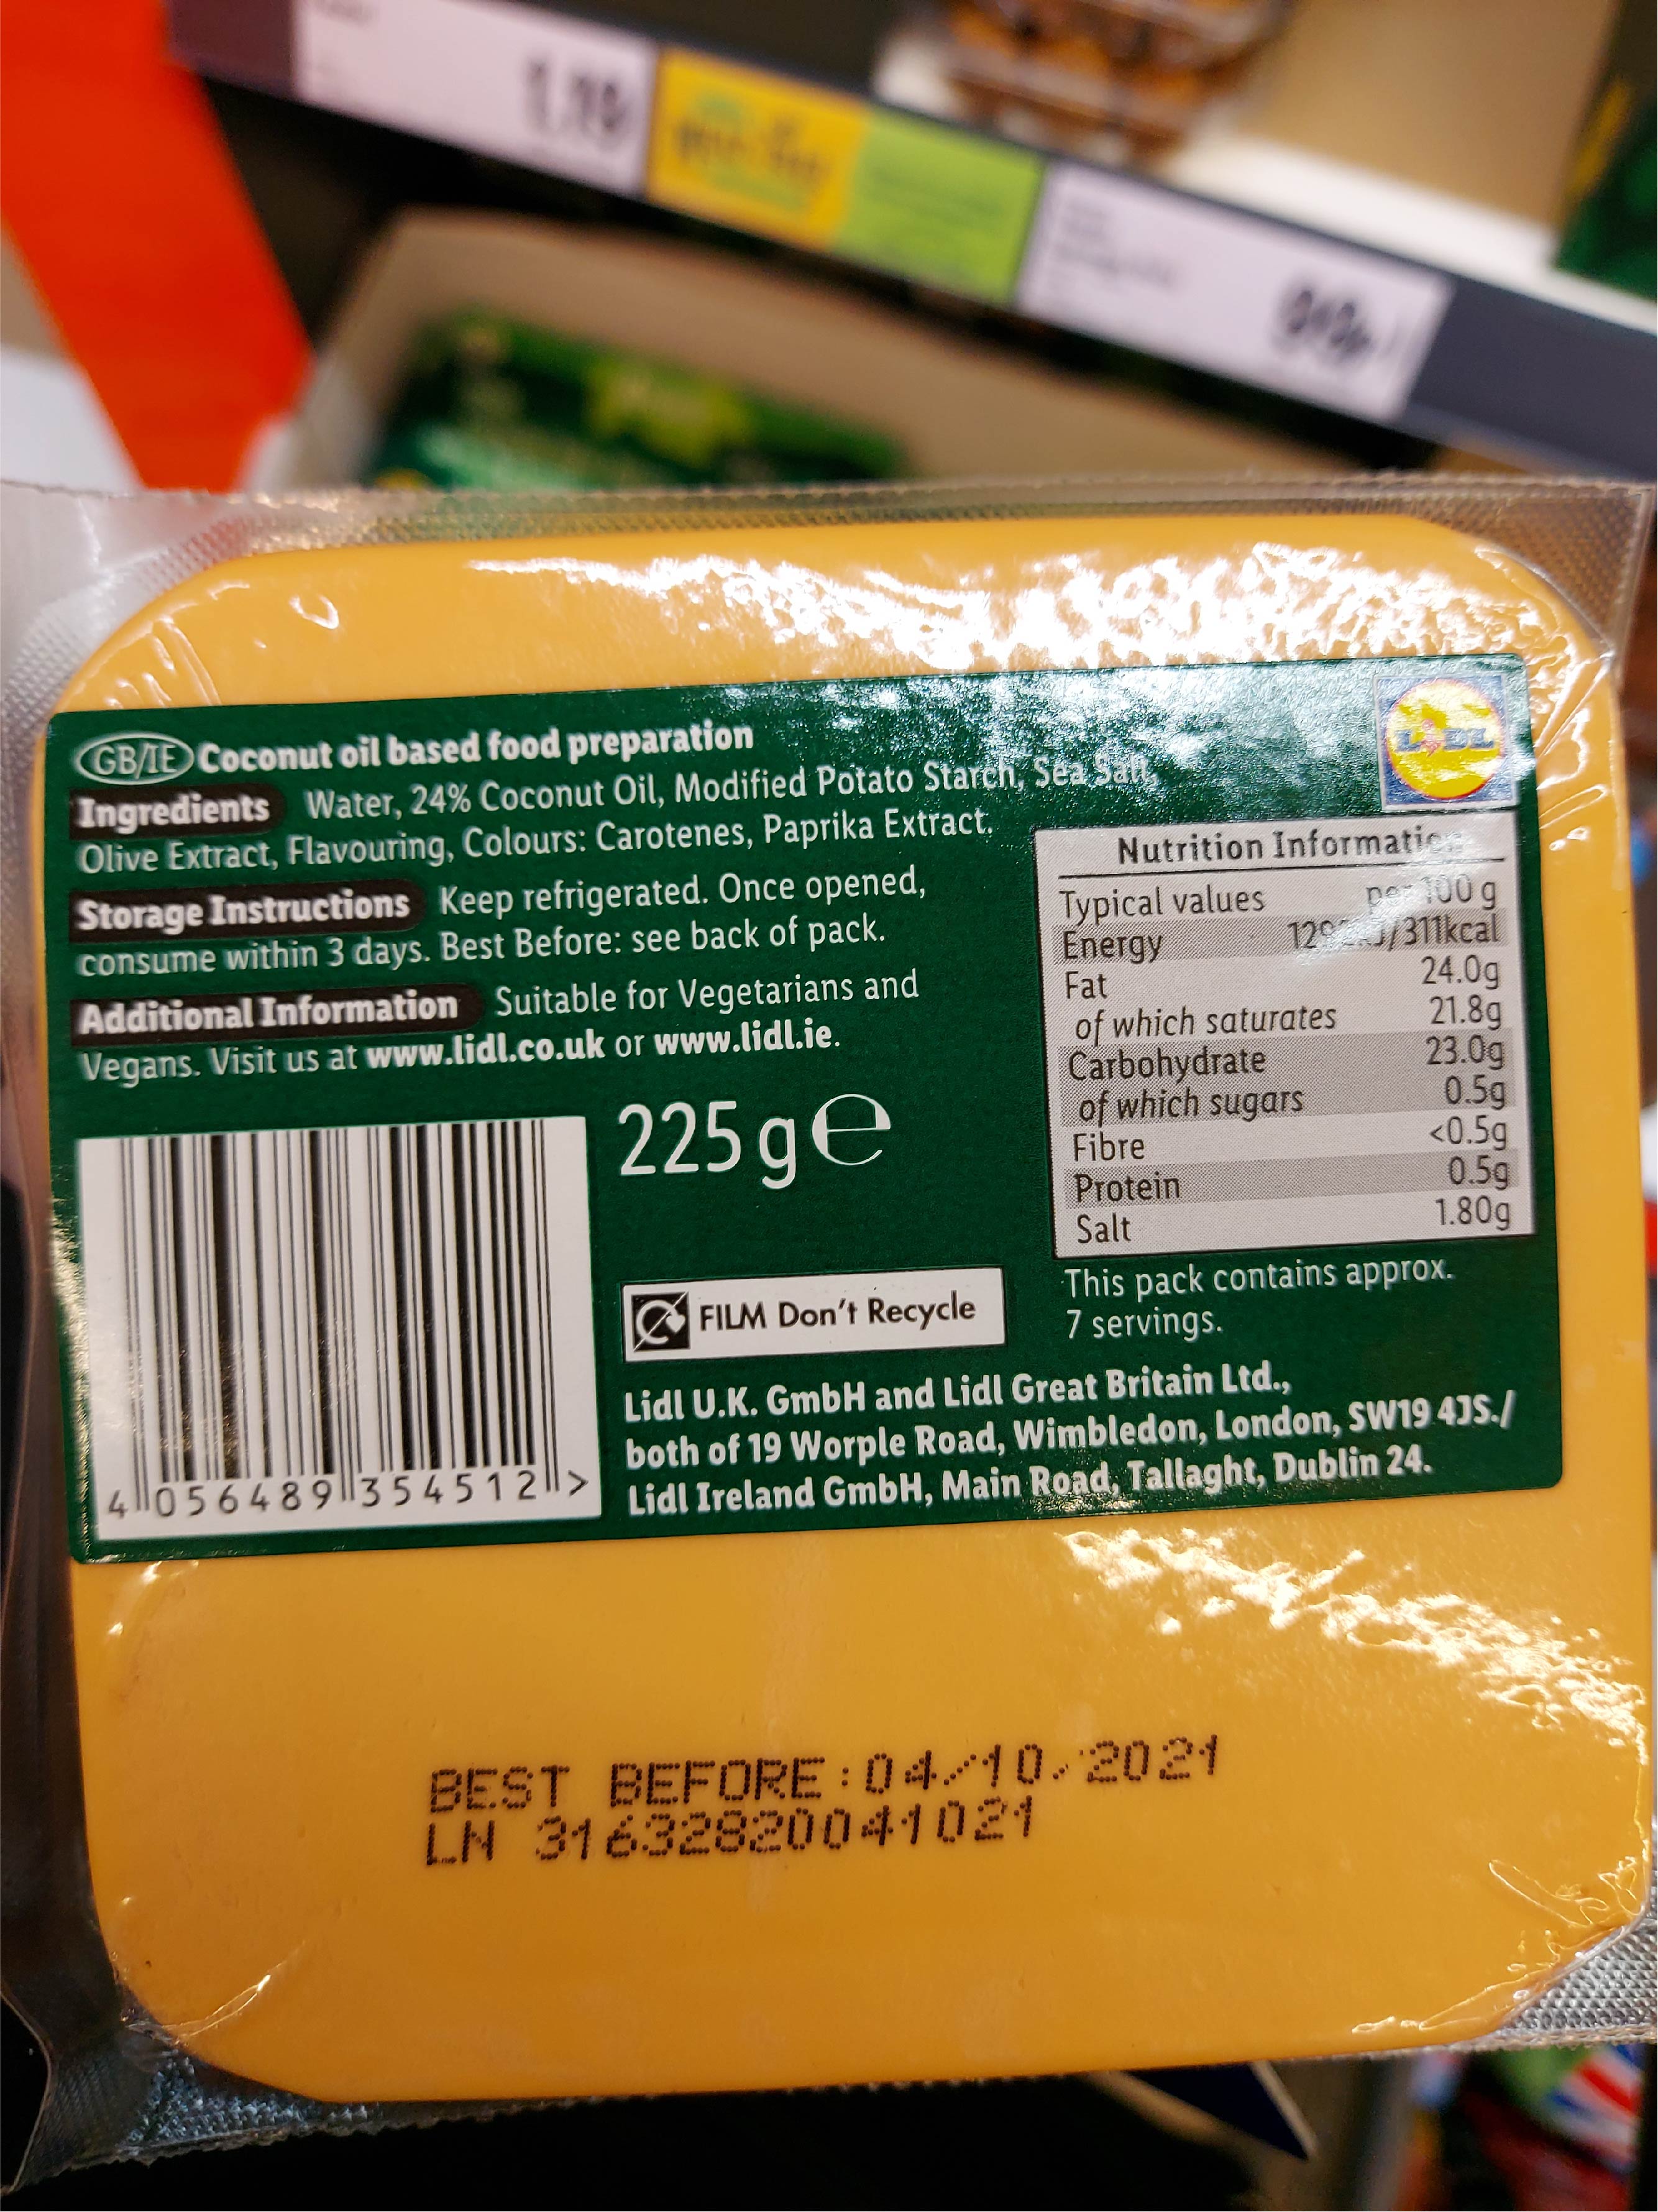 1.19
GB/IE Coconut oil based food preparation
Ingredients Water, 24% Coconut Oil, Modified Potato Starch, Sea Salt,
Olive Extract, Flavouring, Colours: Carotenes, Paprika Extract.
Storage Instructions Keep refrigerated. Once opened,
consume within 3 days. Best Before: see back of pack.
Additional Information Suitable for Vegetarians and
Vegans. Visit us at www.lidl.co.uk or www.lidl.ie.
225 g e
4 056489 354512 >
FILM Don't Recycle
LIDL
Nutrition Information
Typical values per 100 g
Energy /311kcal
Fat 24.0g
of which saturates 21.8g
Carbohydrate 23.0g
of which sugars 0.5g
Fibre <0.5g
Protein 0.5g
Salt 1.80g
This pack contains approx.
7 servings.
Lidl U.K. GmbH and Lidl Great Britain Ltd.,
both of 19 Worple Road, Wimbledon, London, SW19 4JS./
Lidl Ireland GmbH, Main Road, Tallaght, Dublin 24.
BEST BEFORE:04/10/2021
LN 31632820041021